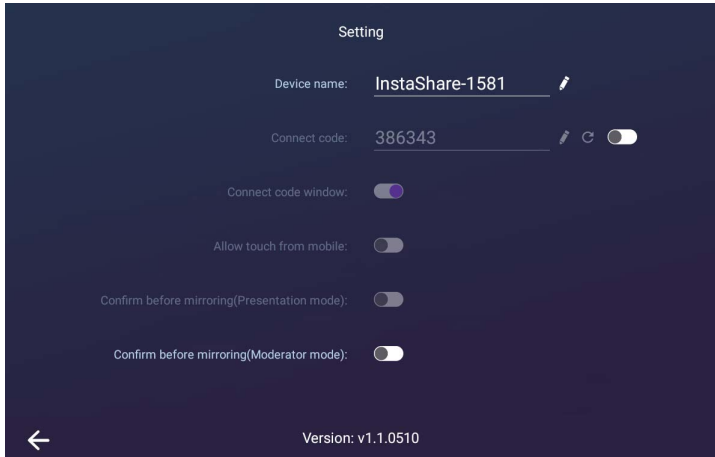 Setting
Device name: InstaShare-1581
Connect code: 386343
Connect code window:
Allow touch from mobile:
Confirm before mirroring(Presentation mode):
Confirm before mirroring(Moderator mode):
Version: v1.1.0510